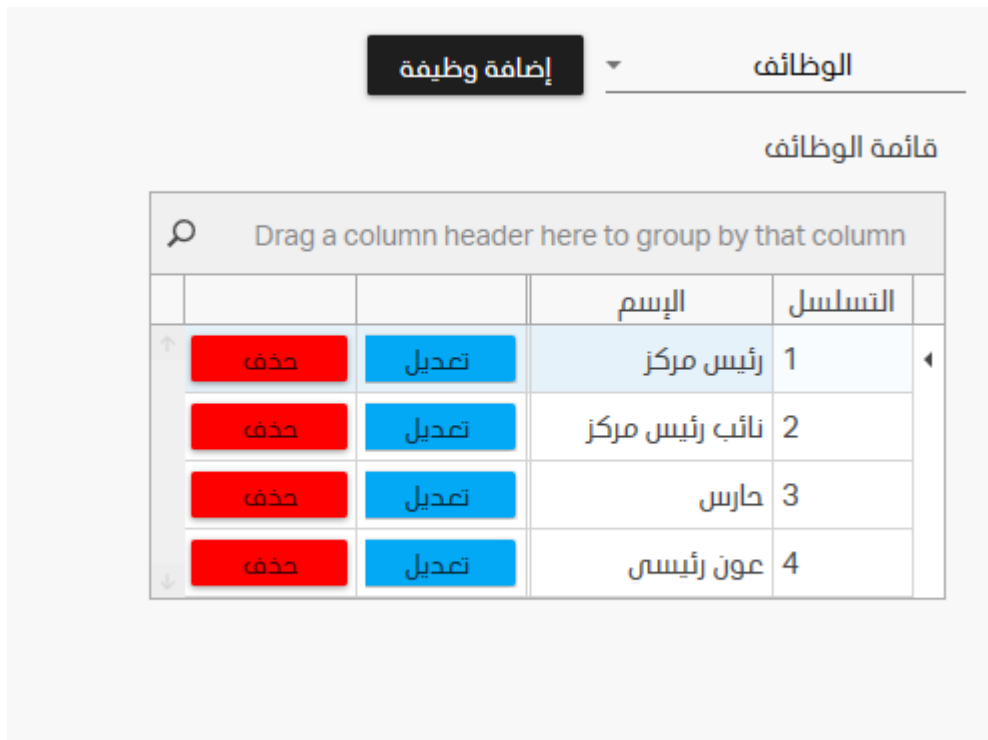 الوظائف إضافة وظيفة
قائمة الوظائف
Drag a column header here to group by that column
التسلسل الإسم
1 رئيس مركز تعديل حذف
2 نائب رئيس مركز تعديل حذف
3 حارس تعديل حذف
4 عون رئيسي تعديل حذف